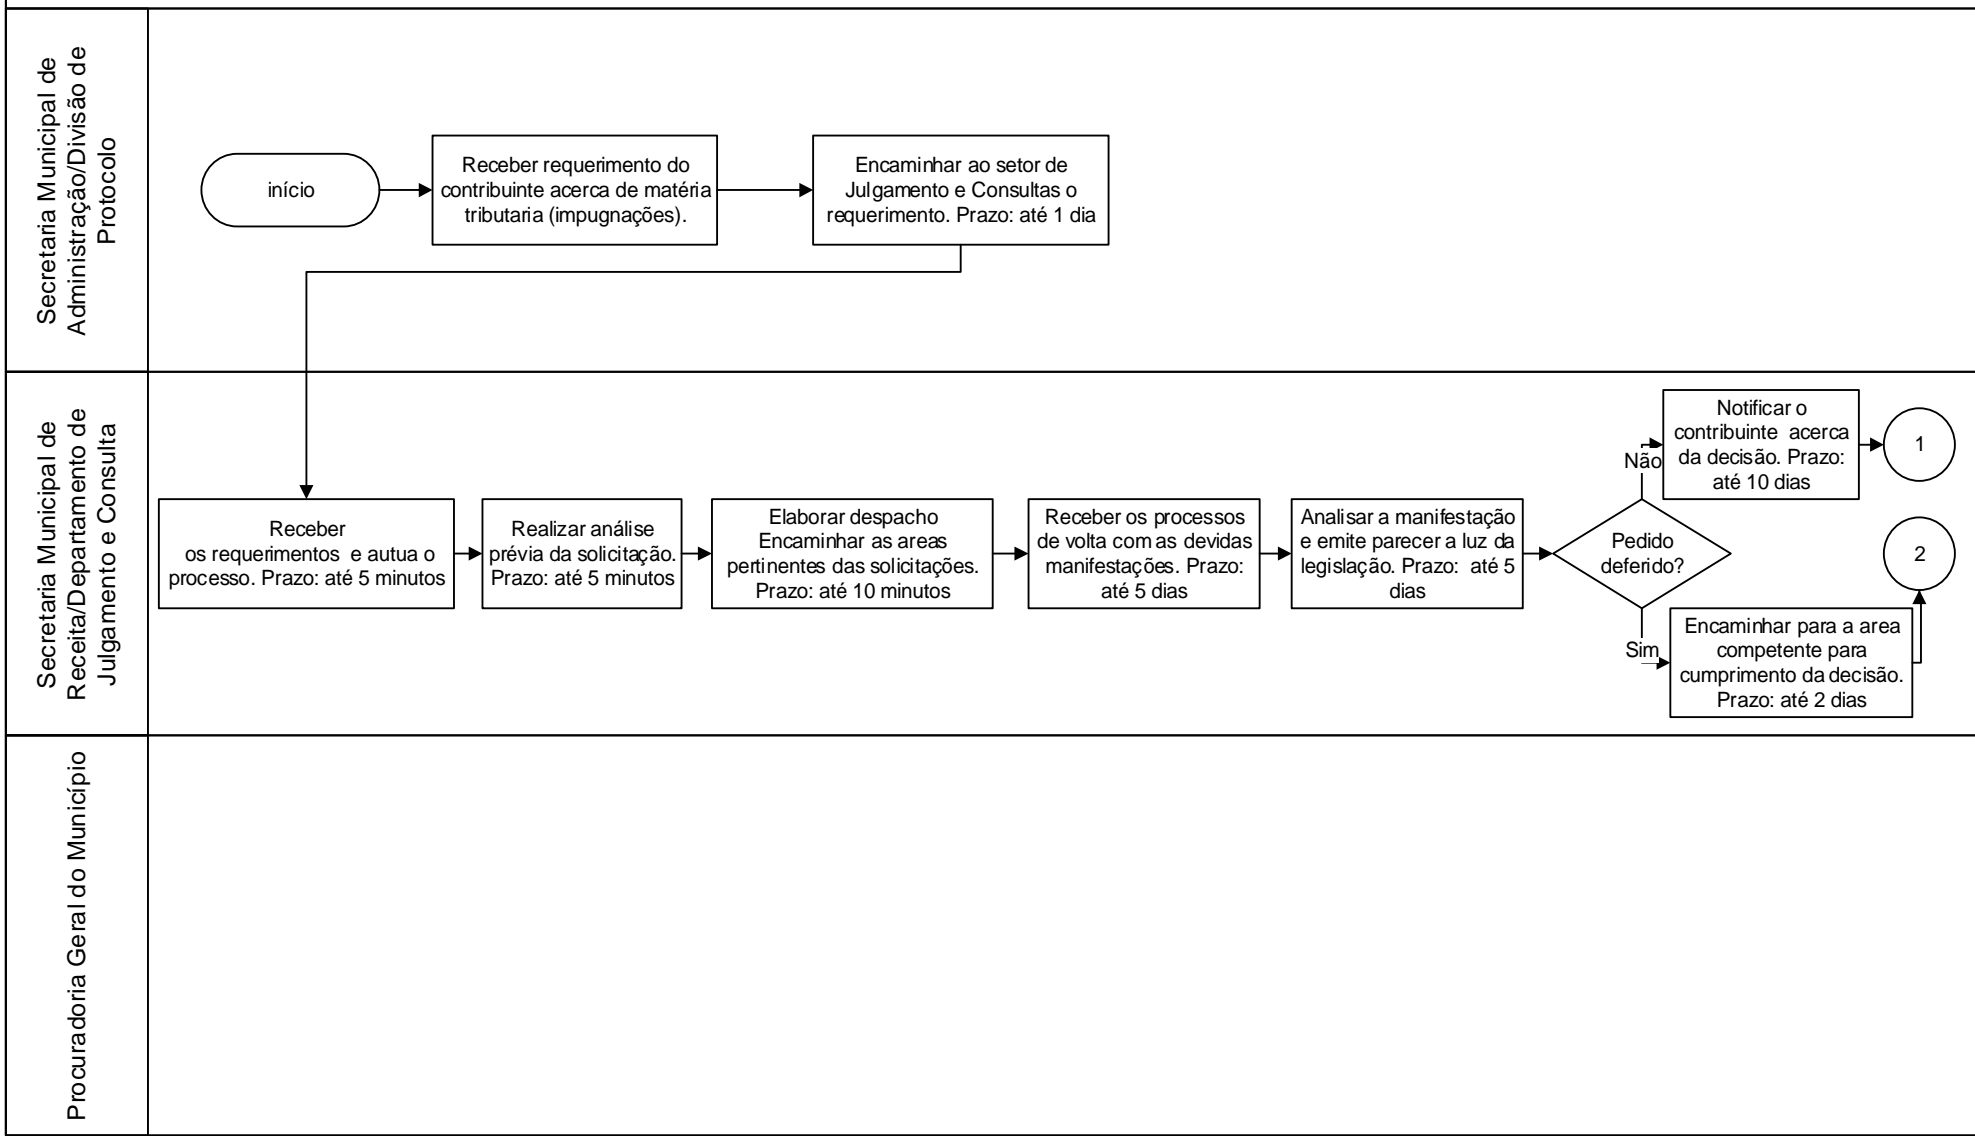 Secretaria Municipal de
Administração/Divisão de
Protocolo
início
Receber requerimento do
contribuinte acerca de matéria
tributaria (impugnações).
Encaminhar ao setor de
Julgamento e Consultas o
requerimento. Prazo: até 1 dia
Secretaria Municipal de
Receita/Departamento de
Julgamento e Consulta
Receber
os requerimentos e autua o
processo. Prazo: até 5 minutos
Realizar análise
prévia da solicitação.
Prazo: até 5 minutos
Elaborar despacho
Encaminhar as areas
pertinentes das solicitações.
Prazo: até 10 minutos
Receber os processos
de volta com as devidas
manifestações. Prazo:
até 5 dias
Analisar a manifestação
e emite parecer a luz da
legislação. Prazo: até 5
dias
Pedido
deferido?
Não
Notificar o
contribuinte acerca
da decisão. Prazo:
até 10 dias
1
Sim
Encaminhar para a area
competente para
cumprimento da decisão.
Prazo: até 2 dias
2
Procuradoria Geral do Município